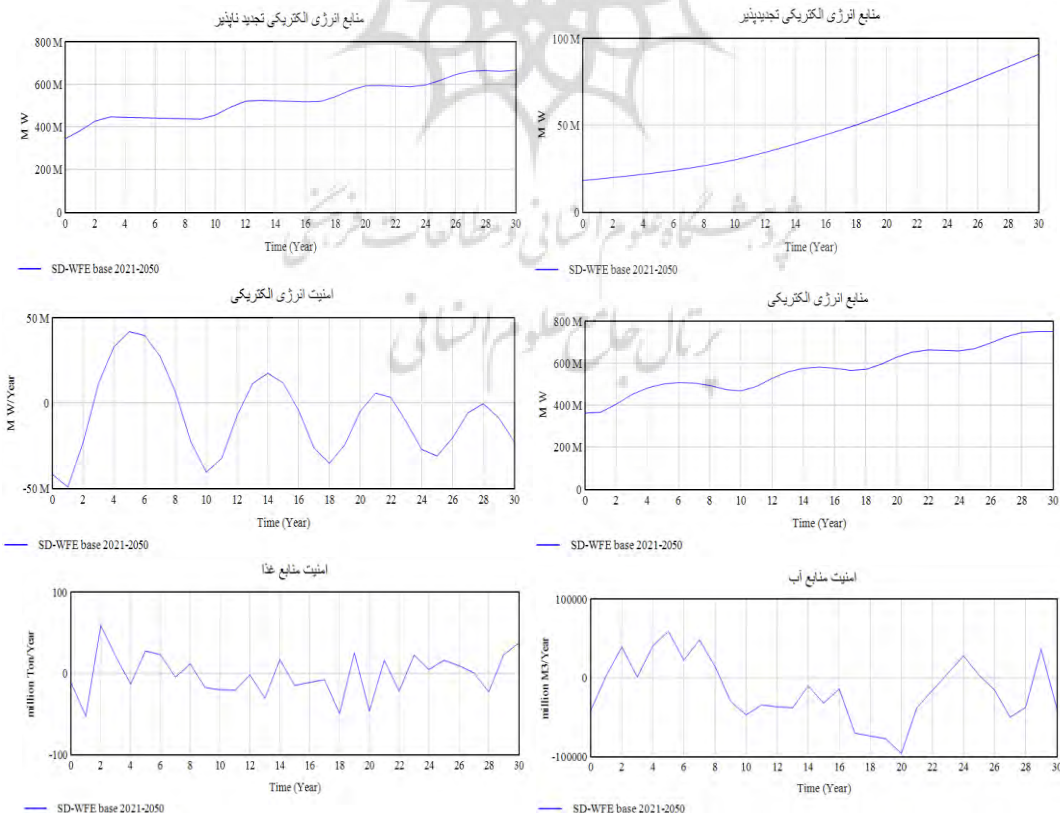 منابع انرژی الکتریکی تجدید ناپذیر
800 M
600 M
400 M
200 M
0
M W
0 2 4 6 8 10 12 14 16 18 20 22 24 26 28 30
Time (Year)
SD-WFE base 2021-2050
منابع انرژی الکتریکی تجدیدپذیر
100 M
50 M
0
M W
0 2 4 6 8 10 12 14 16 18 20 22 24 26 28 30
Time (Year)
SD-WFE base 2021-2050
پژوهشگاه علوم انسانی و مطالعات فرهنگی
پرتال جامع علوم انسانی
امنیت انرژی الکتریکی
50 M
0
-50 M
M W/Year
0 2 4 6 8 10 12 14 16 18 20 22 24 26 28 30
Time (Year)
SD-WFE base 2021-2050
منابع انرژی الکتریکی
800 M
600 M
400 M
200 M
0
M W
0 2 4 6 8 10 12 14 16 18 20 22 24 26 28 30
Time (Year)
SD-WFE base 2021-2050
امنیت منابع غذا
100
0
-100
million Ton/Year
0 2 4 6 8 10 12 14 16 18 20 22 24 26 28 30
Time (Year)
SD-WFE base 2021-2050
امنیت منابع آب
100000
0
-100000
million M3/Year
0 2 4 6 8 10 12 14 16 18 20 22 24 26 28 30
Time (Year)
SD-WFE base 2021-2050